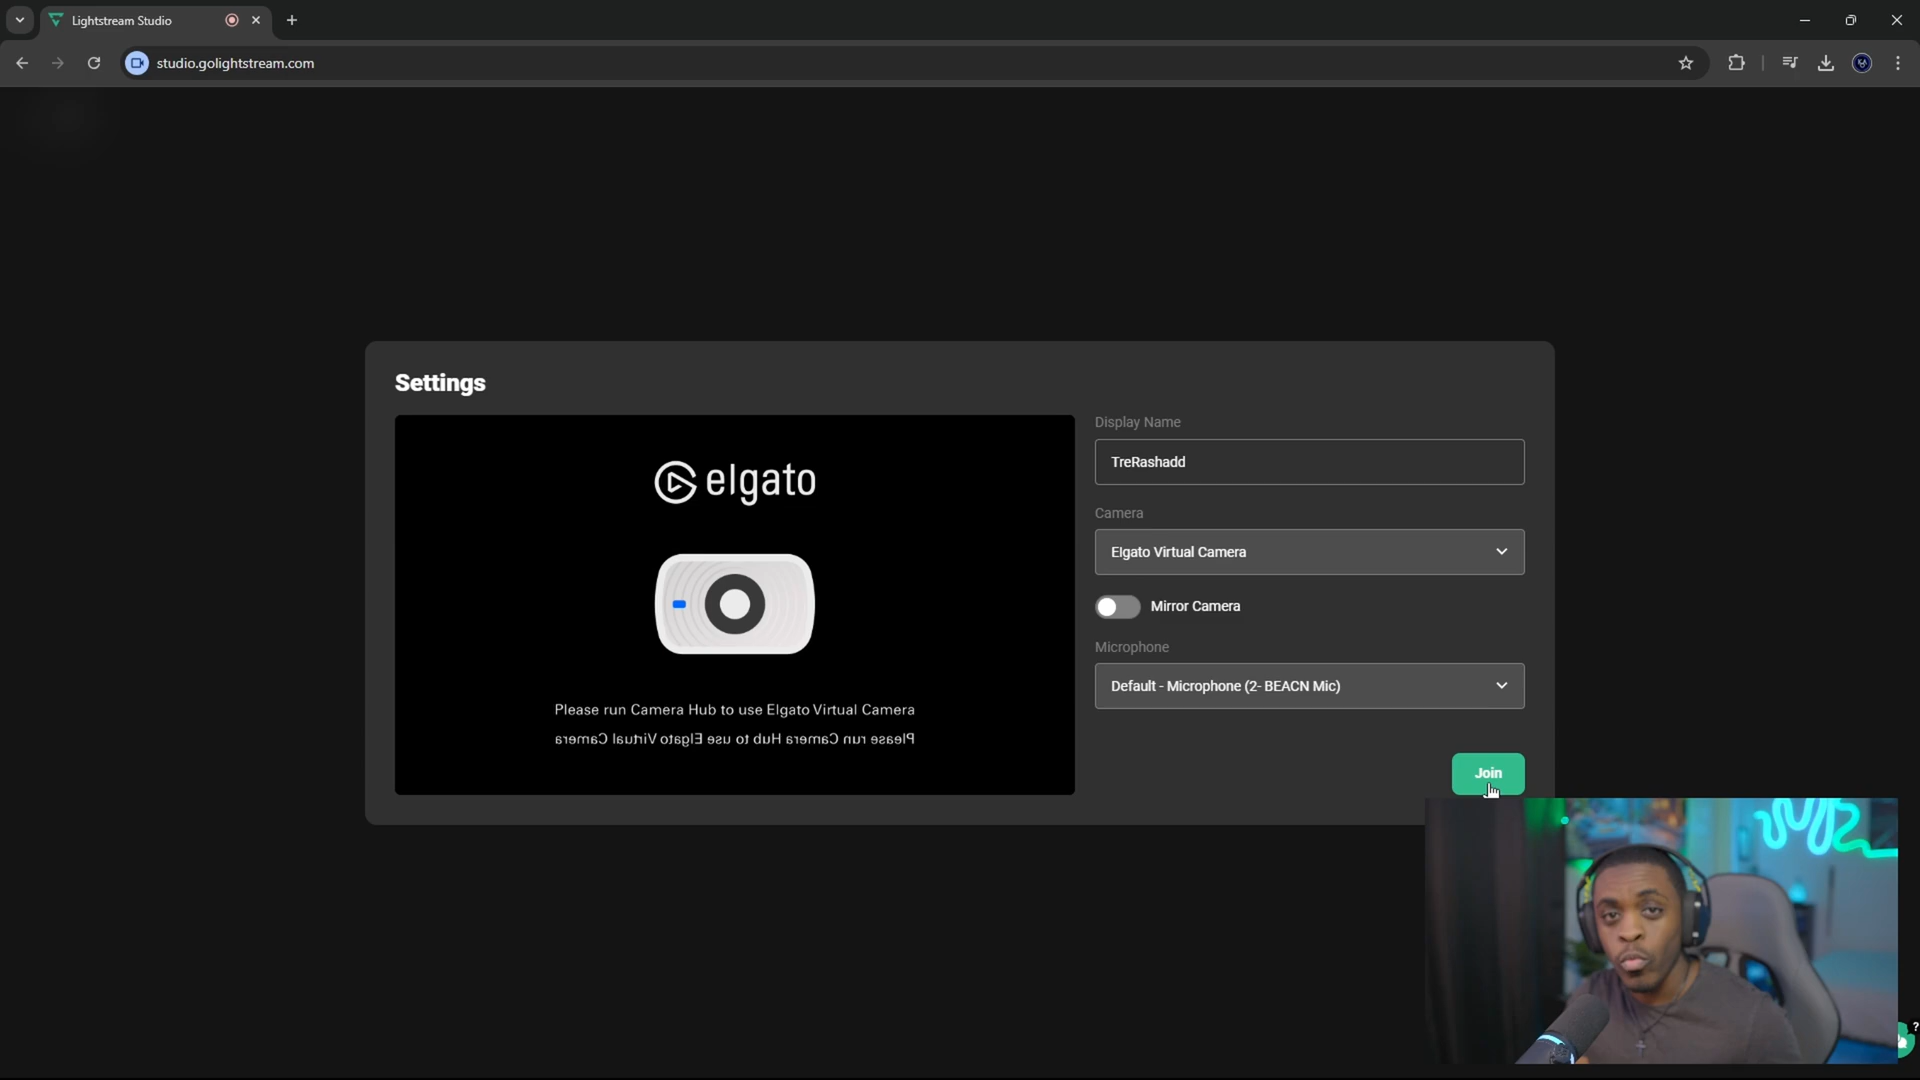 Lightstream Studio
studio.golightstream.com
Settings
elgato
Please run Camera Hub to use Elgato Virtual Camera
Please run Camera Hub to use Elgato Virtual Camera
Display Name
TreRashadd
Camera
Elgato Virtual Camera
Mirror Camera
Microphone
Default - Microphone (2- BEACN Mic)
Join
?